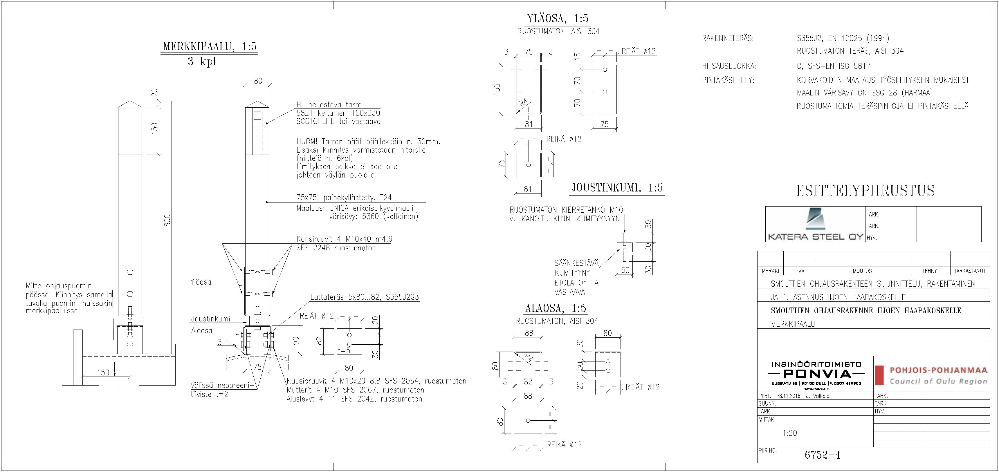 MERKKIPAALU, 1:5
3 kpl
80
20
150
800
HI-heijastava tarra
5821 keltainen 150x330
SCOTCHLITE tai vastaava
HUOM! Tarran päät päällekkäin n. 30mm.
Lisäksi kiinnitys varmistetaan nitojalla
(niittejä n. 6kpl)
Limityksen paikka ei saa olla
johteen väylän puolella.
75x75, painekyllästetty, T24
Maalaus: UNICA erikoisalkyydimaali
värisävy: 5360 (keltainen)
Kansiruuvit 4 M10x40 m4,6
SFS 2248 ruostumaton
Yläosa
Mitta ohjauspuomin
päässä. Kiinnitys samalla
tavalla puomin muissakin
merkkipaaluissa
Lattateräs 5x80...82, S355J2G3
REIÄT ø12 = =
20
Joustinkumi
Alaosa
3
90
82
t=5
30
80
78
150
Välissä neopreeni-
tiiviste t=2
Kuusioruuvit 4 M10x20 8.8 SFS 2064, ruostumaton
Mutterit 4 M10 SFS 2067, ruostumaton
Aluslevyt 4 11 SFS 2042, ruostumaton
YLÄOSA, 1:5
RUOSTUMATON, AISI 304
3 75 3
= = REIÄT ø12
15
70
70
155
R4
81
75
= = REIKÄ ø12
75
=
=
81
JOUSTINKUMI, 1:5
RUOSTUMATON KIERRETANKO M10
VULKANOITU KIINNI KUMITYYNYYN
30
30
30
50
SÄÄNKESTÄVÄ
KUMITYYNY
ETOLA OY TAI
VASTAAVA
ALAOSA, 1:5
RUOSTUMATON, AISI 304
88
80
R4
80
30
30
20
3 82 3
= = REIÄT ø12
88
80
=
=
= = REIKÄ ø12
RAKENNETERÄS: S355J2, EN 10025 (1994)
RUOSTUMATON TERÄS, AISI 304
HITSAUSLUOKKA: C, SFS-EN ISO 5817
PINTAKÄSITTELY: KORVAKOIDEN MAALAUS TYÖSELITYKSEN MUKAISESTI
MAALIN VÄRISÄVY ON SSG 28 (HARMAA)
RUOSTUMATTOMIA TERÄSPINTOJA EI PINTAKÄSITELLÄ
ESITTELYPIIRUSTUS
KATERA STEEL OY
TARK.
TARK.
HYV.
MERKKI PVM MUUTOS TEHNYT TARKASTANUT
SMOLTTIEN OHJAUSRAKENTEEN SUUNNITTELU, RAKENTAMINEN
JA 1. ASENNUS IIJOEN HAAPAKOSKELLE
SMOLTTIEN OHJAUSRAKENNE IIJOEN HAAPAKOSKELLE
MERKKIPAALU
INSINÖÖRITOIMISTO
PONVIA
UUSIKATU 26 | 90100 OULU | P. 0207 419900
WWW.PONVIA.FI
POHJOIS-POHJANMAA
Council of Oulu Region
PIIRT. 28.11.2018 J. Valkola TARK.
SUUNN. TARK.
TARK. HYV.
MITTAK.
1:20
PIIR.NO.
6752-4